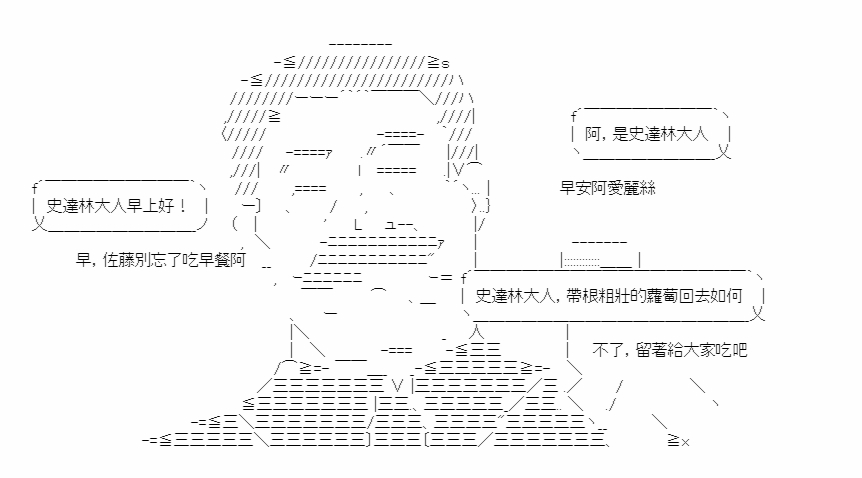 阿，是史達林大人
史達林大人早上好！
早安阿愛麗絲
早，佐藤別忘了吃早餐阿
史達林大人，帶根粗壯的蘿蔔回去如何
不了，留著給大家吃吧